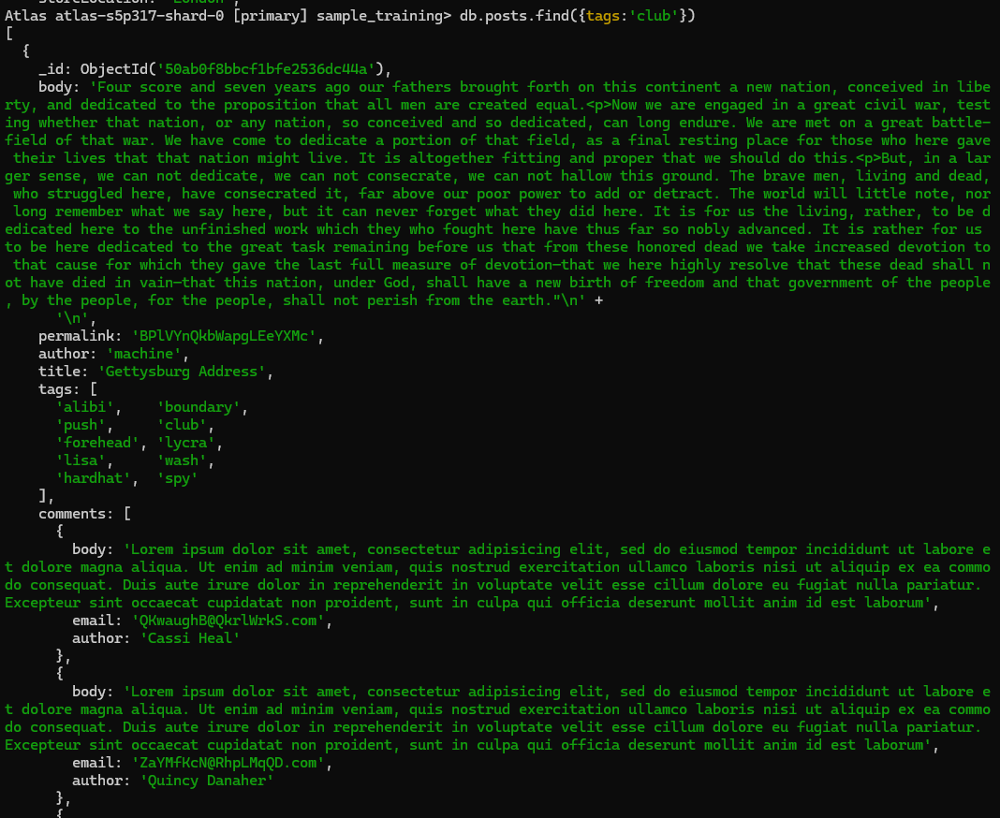 storeLocation: 'London',
Atlas atlas-s5p317-shard-0 [primary] sample_training> db.posts.find({tags:'club'})
[
  {
    _id: ObjectId('50ab0f8bbcf1bfe2536dc44a'),
    body: 'Four score and seven years ago our fathers brought forth on this continent a new nation, conceived in libe
rty, and dedicated to the proposition that all men are created equal.<p>Now we are engaged in a great civil war, test
ing whether that nation, or any nation, so conceived and so dedicated, can long endure. We are met on a great battle-
field of that war. We have come to dedicate a portion of that field, as a final resting place for those who here gave
 their lives that that nation might live. It is altogether fitting and proper that we should do this.<p>But, in a lar
ger sense, we can not dedicate, we can not consecrate, we can not hallow this ground. The brave men, living and dead,
 who struggled here, have consecrated it, far above our poor power to add or detract. The world will little note, nor
 long remember what we say here, but it can never forget what they did here. It is for us the living, rather, to be d
edicated here to the unfinished work which they who fought here have thus far so nobly advanced. It is rather for us 
to be here dedicated to the great task remaining before us that from these honored dead we take increased devotion to
 that cause for which they gave the last full measure of devotion—that we here highly resolve that these dead shall n
ot have died in vain—that this nation, under God, shall have a new birth of freedom and that government of the people
, by the people, for the people, shall not perish from the earth."\n' +
      '\n',
    permalink: 'BPlVYnQkbWapgLEeYXMc',
    author: 'machine',
    title: 'Gettysburg Address',
    tags: [
      'alibi',    'boundary',
      'push',     'club',
      'forehead', 'lycra',
      'lisa',     'wash',
      'hardhat',  'spy'
    ],
    comments: [
      {
        body: 'Lorem ipsum dolor sit amet, consectetur adipisicing elit, sed do eiusmod tempor incididunt ut labore e
t dolore magna aliqua. Ut enim ad minim veniam, quis nostrud exercitation ullamco laboris nisi ut aliquip ex ea commo
do consequat. Duis aute irure dolor in reprehenderit in voluptate velit esse cillum dolore eu fugiat nulla pariatur. 
Excepteur sint occaecat cupidatat non proident, sunt in culpa qui officia deserunt mollit anim id est laborum',
        email: 'QKwaughB@QkrlWrkS.com',
        author: 'Cassi Heal'
      },
      {
        body: 'Lorem ipsum dolor sit amet, consectetur adipisicing elit, sed do eiusmod tempor incididunt ut labore e
t dolore magna aliqua. Ut enim ad minim veniam, quis nostrud exercitation ullamco laboris nisi ut aliquip ex ea commo
do consequat. Duis aute irure dolor in reprehenderit in voluptate velit esse cillum dolore eu fugiat nulla pariatur. 
Excepteur sint occaecat cupidatat non proident, sunt in culpa qui officia deserunt mollit anim id est laborum',
        email: 'ZaYMfKcN@RhpLMqQD.com',
        author: 'Quincy Danaher'
      },
      {